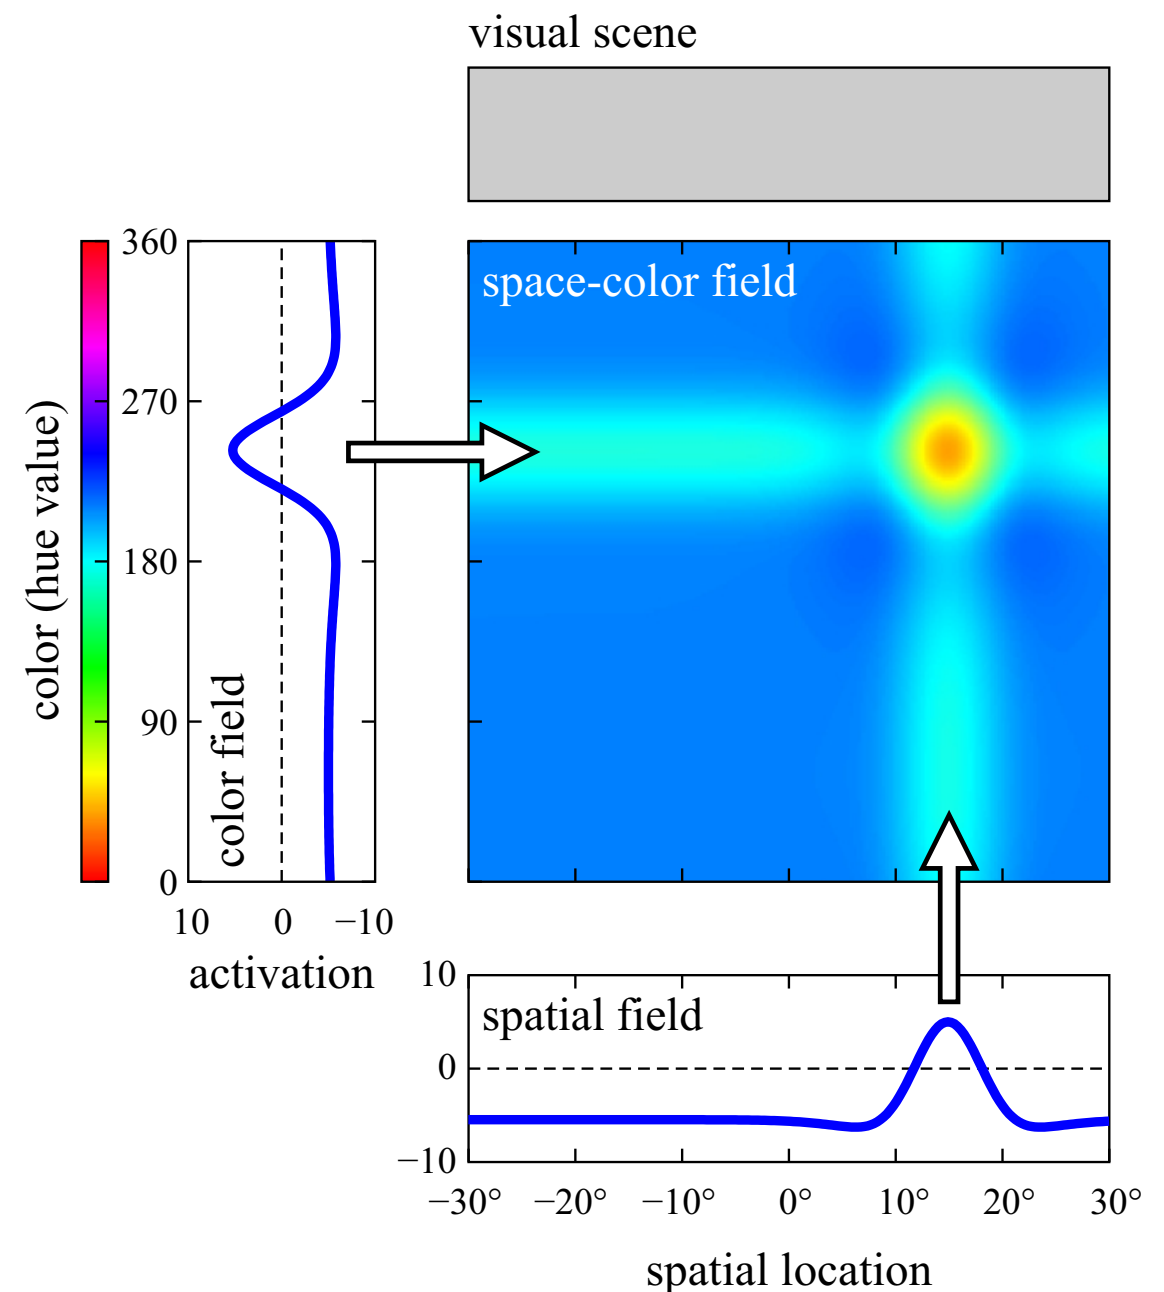 visual scene
space-color field
color (hue value)
360
270
180
90
0
color field
10 0 −10
activation
spatial field
10
0
−10
−30° −20° −10° 0° 10° 20° 30°
spatial location